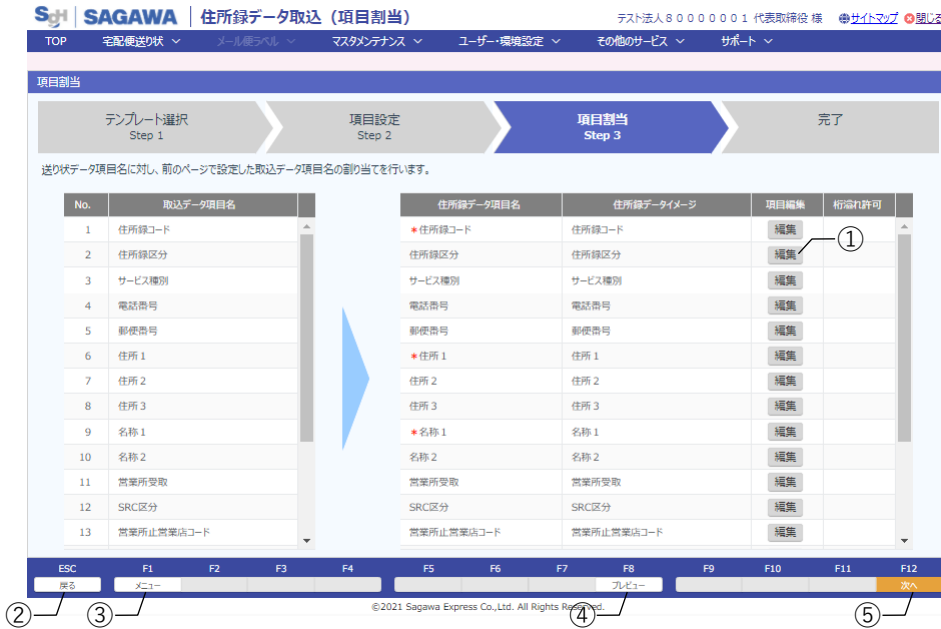 SGH SAGAWA 住所録データ取込（項目割当） テスト法人８００００００１ 代表取締役 様 サイトマップ 閉じる
TOP 宅配便送り状 メール便ラベル マスタメンテナンス ユーザー・環境設定 その他のサービス サポート
項目割当
テンプレート選択 項目設定 項目割当 完了
Step 1 Step 2 Step 3
送り状データ項目名に対し、前のページで設定した取込データ項目名の割り当てを行います。
No. 取込データ項目名 住所録データ項目名 住所録データイメージ 項目編集 桁溢れ許可
1 住所録コード *住所録コード 住所録コード 編集 ①
2 住所録区分 住所録区分 住所録区分 編集
3 サービス種別 サービス種別 サービス種別 編集
4 電話番号 電話番号 電話番号 編集
5 郵便番号 郵便番号 郵便番号 編集
6 住所１ *住所１ 住所１ 編集
7 住所２ 住所２ 住所２ 編集
8 住所３ 住所３ 住所３ 編集
9 名称１ *名称１ 名称１ 編集
10 名称２ 名称２ 名称２ 編集
11 営業所受取 営業所受取 営業所受取 編集
12 SRC区分 SRC区分 SRC区分 編集
13 営業所止営業店コード 営業所止営業店コード 営業所止営業店コード 編集
ESC F1 F2 F3 F4 F5 F6 F7 F8 F9 F10 F11 F12
戻る メニュー プレビュー 次へ
©2021 Sagawa Express Co.,Ltd. All Rights Reserved.
② ③ ④ ⑤